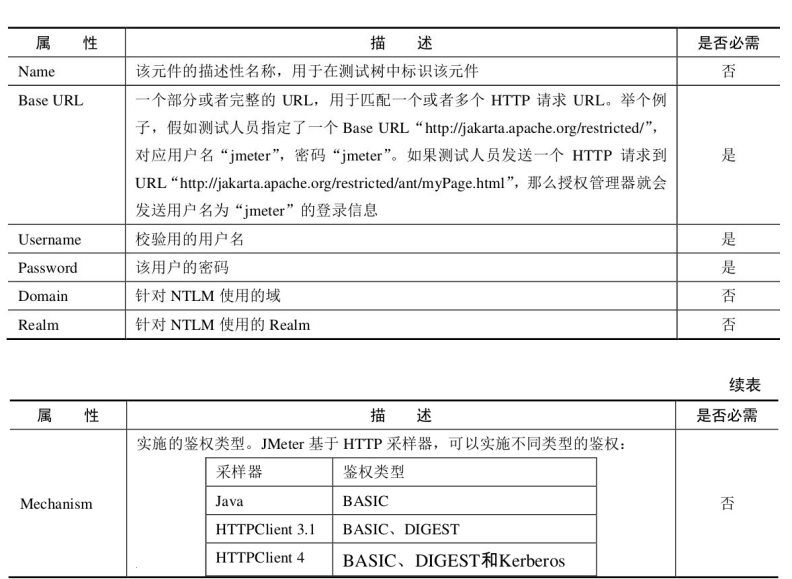 属 性 描 述 是否必需
Name 该元件的描述性名称，用于在测试树中标识该元件 否
Base URL 一个部分或者完整的 URL，用于匹配一个或者多个 HTTP 请求 URL。举个例
子，假如测试人员指定了一个 Base URL“http://jakarta.apache.org/restricted/”，
对应用户名“jmeter”，密码“jmeter”。如果测试人员发送一个 HTTP 请求到 是
URL“http://jakarta.apache.org/restricted/ant/myPage.html”，那么授权管理器就会
发送用户名为“jmeter”的登录信息
Username 校验用的用户名 是
Password 该用户的密码 是
Domain 针对 NTLM 使用的域 否
Realm 针对 NTLM 使用的 Realm 否
续表
属 性 描 述 是否必需
实施的鉴权类型。JMeter 基于 HTTP 采样器，可以实施不同类型的鉴权：
采样器 鉴权类型
Java BASIC
Mechanism 否
HTTPClient 3.1 BASIC、DIGEST
HTTPClient 4 BASIC、DIGEST和Kerberos